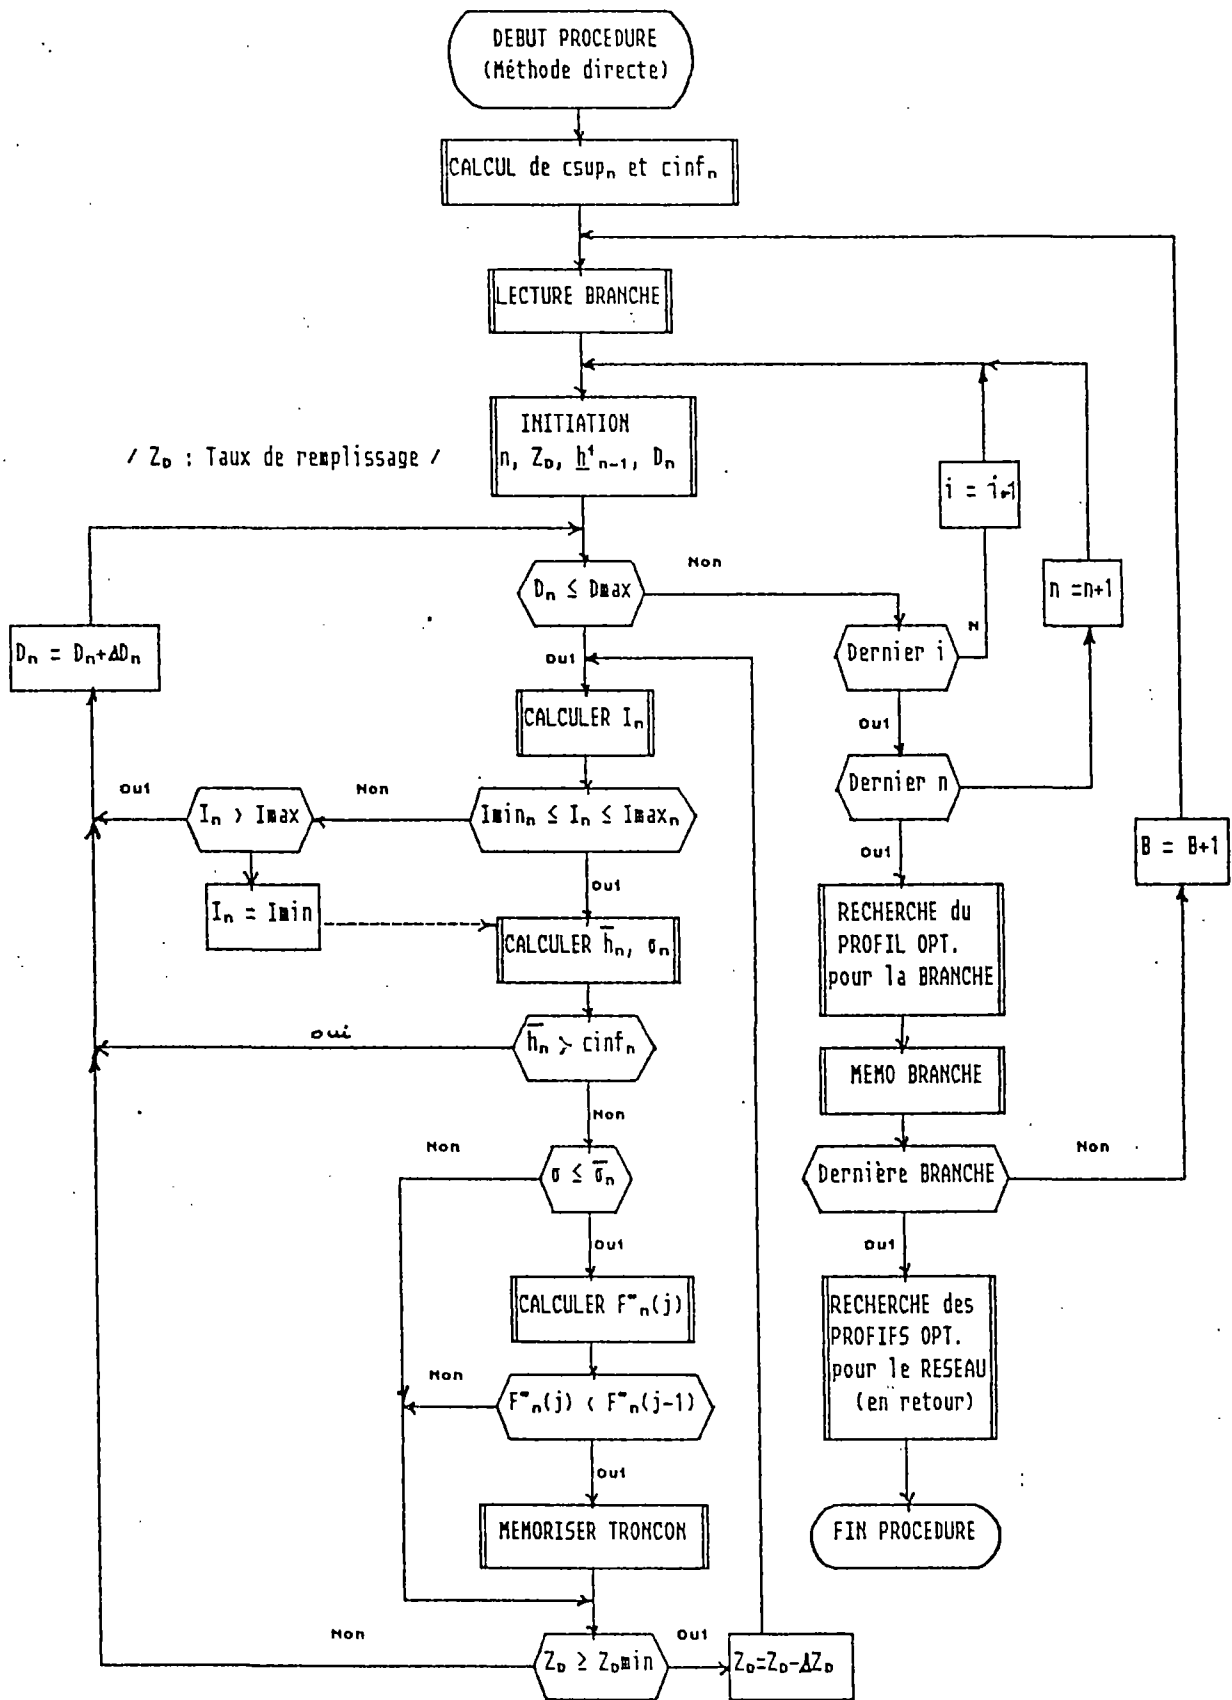 DEBUT PROCEDURE
(Méthode directe)
CALCUL de csupₙ et cinfₙ
LECTURE BRANCHE
INITIATION
n, Z_D, h¹ₙ₋₁, Dₙ
/ Z_D : Taux de remplissage /
i = i+1
n =n+1
Dₙ ≤ Dmax
Non
Dₙ = Dₙ+ΔDₙ
Oui
Dernier i
N
CALCULER Iₙ
Oui
Dernier n
Iminₙ ≤ Iₙ ≤ Imaxₙ
Non
Iₙ > Imax
Oui
Oui
Oui
B = B+1
Iₙ = Imin
CALCULER h̅ₙ, σₙ
RECHERCHE du
PROFIL OPT.
pour la BRANCHE
h̅ₙ > cinfₙ
oui
MEMO BRANCHE
Non
σ ≤ σ̅ₙ
Non
Dernière BRANCHE
Non
Oui
Oui
CALCULER F*ₙ(j)
RECHERCHE des
PROFIFS OPT.
pour le RESEAU
(en retour)
F*ₙ(j) < F*ₙ(j-1)
Non
Oui
MEMORISER TRONCON
FIN PROCEDURE
Z_D ≥ Z_Dmin
Non
Oui
Z_D=Z_D-ΔZ_D